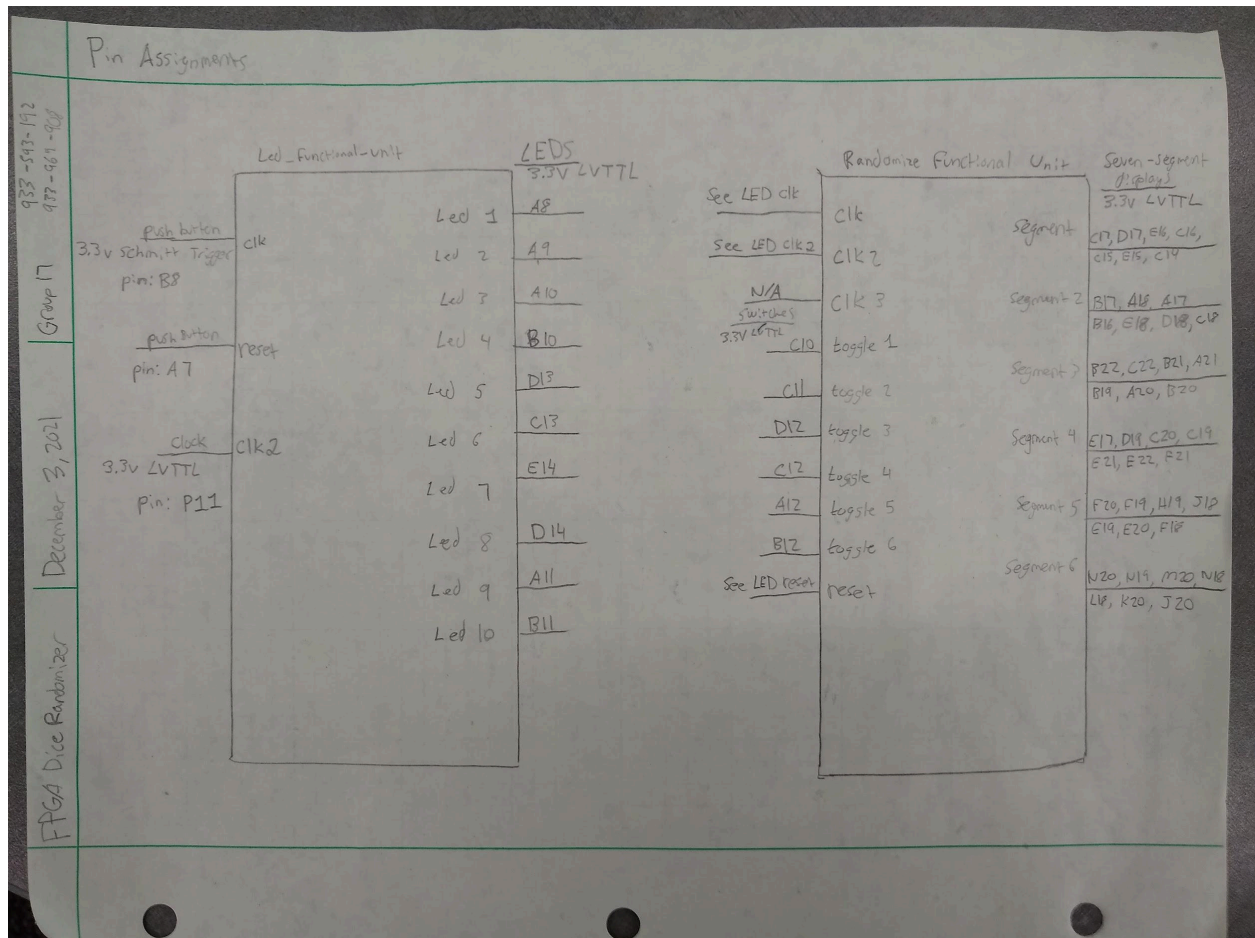 Pin Assignments
FPGA Dice Randomizer
December 3, 2021
Group 17
933-593-192
Led_Functional-unit
push button
3.3v Schmitt Trigger
pin: B8
clk
push button
pin: A7
reset
Clock
3.3v LVTTL
pin: P11
clk2
LEDS
3.3V LVTTL
Led 1 A8
Led 2 A9
Led 3 A10
Led 4 B10
Led 5 D13
Led 6 C13
Led 7 E14
Led 8 D14
Led 9 A11
Led 10 B11
Randomize Functional Unit
See LED clk clk
See LED clk2 clk2
N/A clk 3
switches
3.3V LVTTL
C10 toggle 1
C11 toggle 2
D12 toggle 3
C12 toggle 4
A12 toggle 5
B12 toggle 6
See LED reset reset
Seven-segment
displays
3.3V LVTTL
Segment D17, E16, C16,
C15, E15, C14
Segment 2 B17, A18, A17
B16, E18, D18, C18
Segment 3 B22, C22, B21, A21
B19, A20, B20
Segment 4 E17, D19, C20, C19
E21, E22, F21
Segment 5 F20, F19, H19, J18
E19, E20, F18
Segment 6 N20, N19, M20, N18
L18, K20, J20